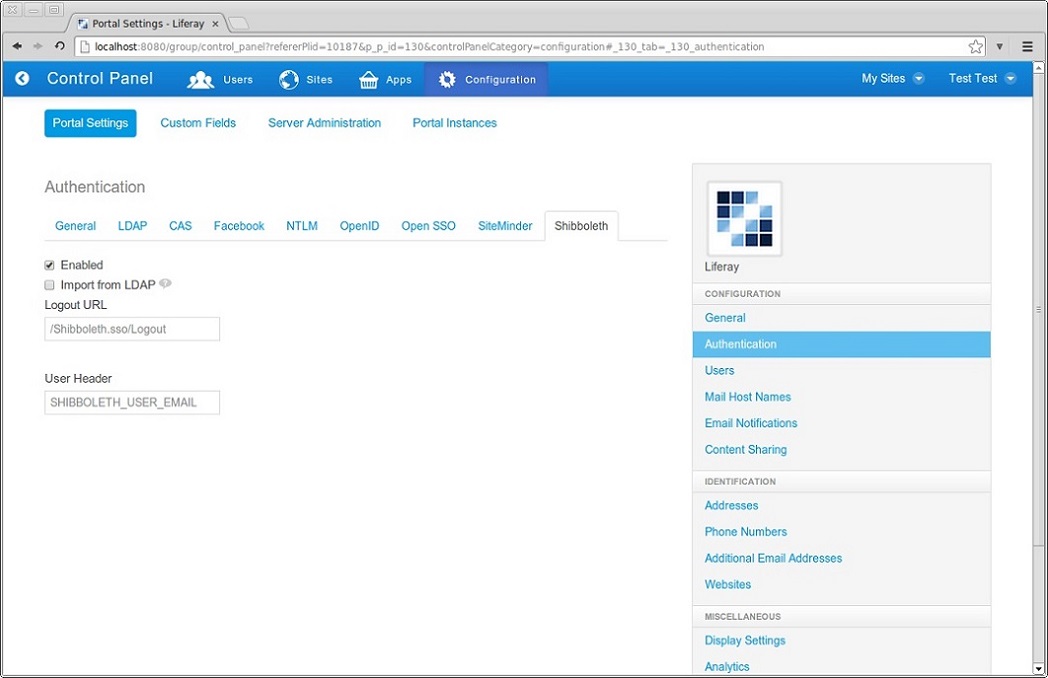 Portal Settings - Liferay
localhost:8080/group/control_panel?refererPlid=10187&p_p_id=130&controlPanelCategory=configuration#_130_tab=_130_authentication
Control Panel Users Sites Apps Configuration My Sites Test Test
Portal Settings Custom Fields Server Administration Portal Instances
Authentication
General LDAP CAS Facebook NTLM OpenID Open SSO SiteMinder Shibboleth
Enabled
Import from LDAP
Logout URL
/Shibboleth.sso/Logout
User Header
SHIBBOLETH_USER_EMAIL
Liferay
CONFIGURATION
General
Authentication
Users
Mail Host Names
Email Notifications
Content Sharing
IDENTIFICATION
Addresses
Phone Numbers
Additional Email Addresses
Websites
MISCELLANEOUS
Display Settings
Analytics